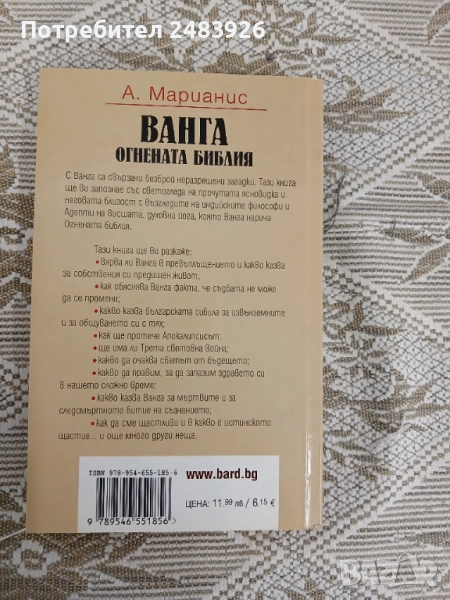 Потребител 2483926
А. Марианис
ВАНГА
ОГНЕНАТА БИБЛИЯ
С Ванга са свързани безброй неразрешени загадки. Тази книга
ще ви запознае със светогледа на прочутата ясновидка и
неговата близост с възгледите на индийските философи и
Адепти на висшата, духовна йога, която Ванга нарича
Огнената библия.
Тази книга ще ви разкаже:
• вярва ли Ванга в превъплъщението и какво казва
за собствения си предишен живот;
• как обяснява Ванга факта, че съдбата не може
да се промени;
• какво казва българската сибила за извънземните
и за общуването си с тях;
• как ще протече Апокалипсисът;
• ще има ли Трета световна война;
• какво да очаква светът от бъдещето;
• какво да правим, за да запазим здравето си
в нашето сложно време;
• какво казва Ванга за мъртвите и за
следсмъртното битие на съзнанието;
• как да сме щастливи и в какво е истинското
щастие... и още много други неща.
ISBN 978-954-655-185-6
9 789546 551856 >
www.bard.bg
ЦЕНА: 11,99 лв. / 6,15 €
bazar